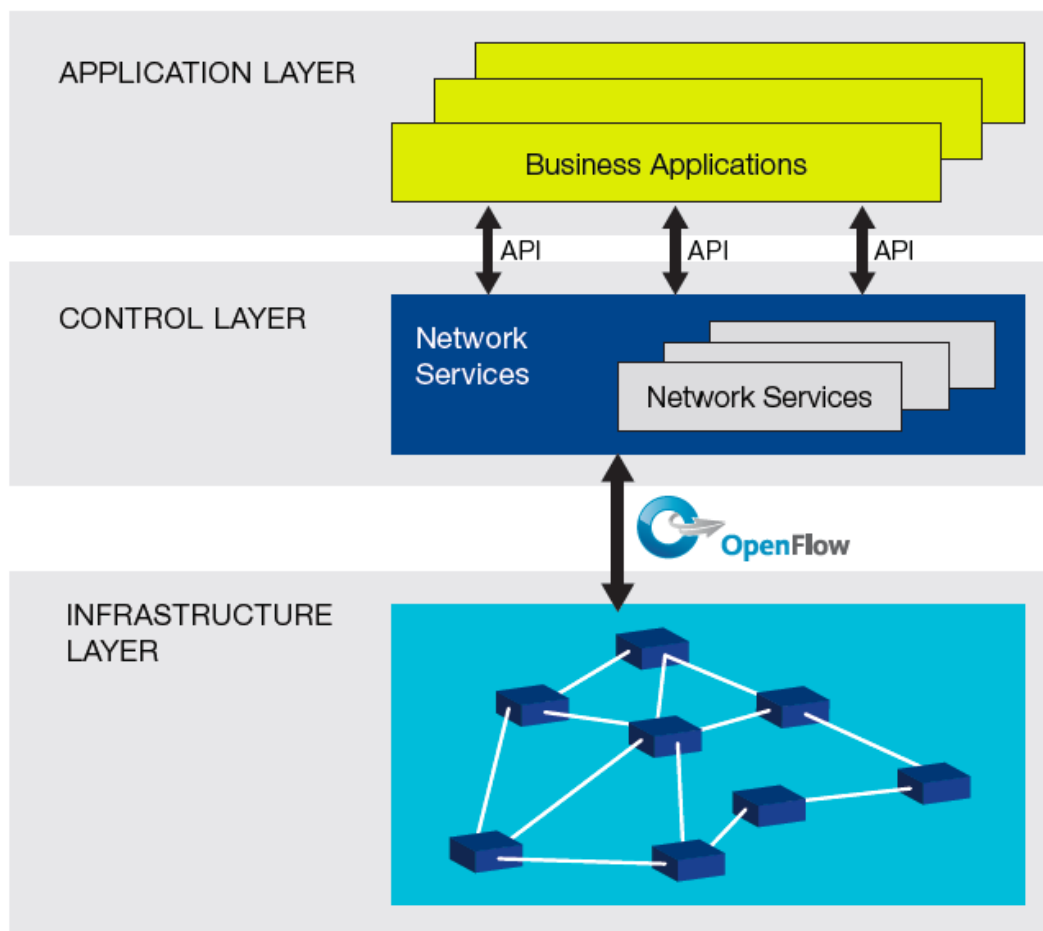 APPLICATION LAYER
Business Applications
API
API
API
CONTROL LAYER
Network
Services
Network Services
OpenFlow
INFRASTRUCTURE
LAYER